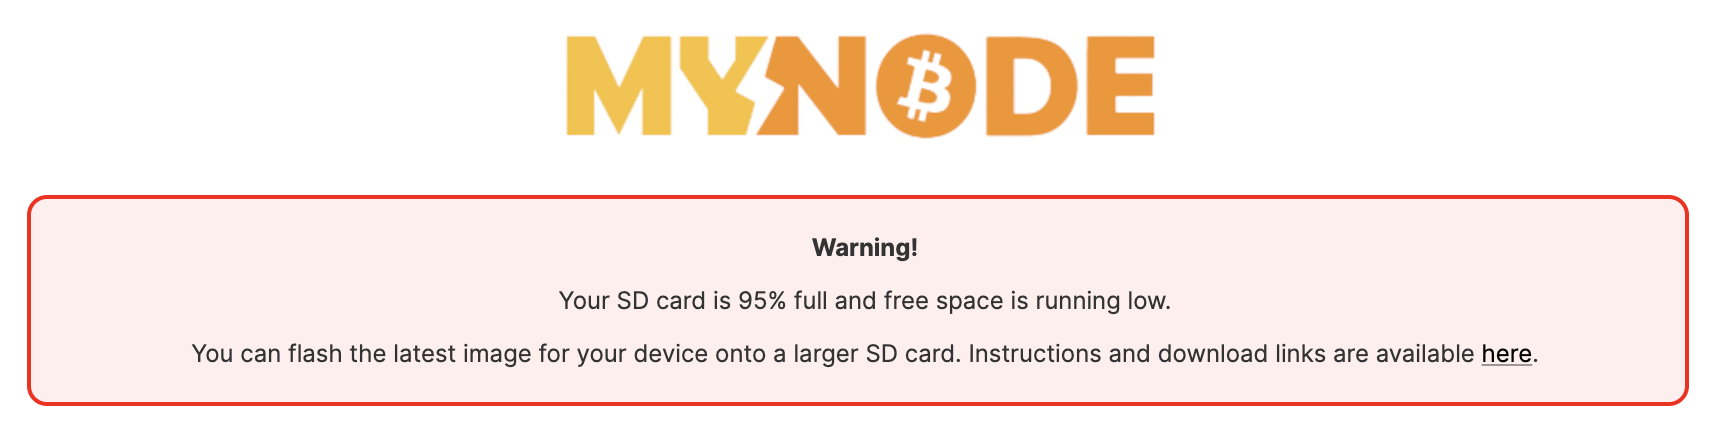 MYNODE
Warning!
Your SD card is 95% full and free space is running low.
You can flash the latest image for your device onto a larger SD card. Instructions and download links are available here.